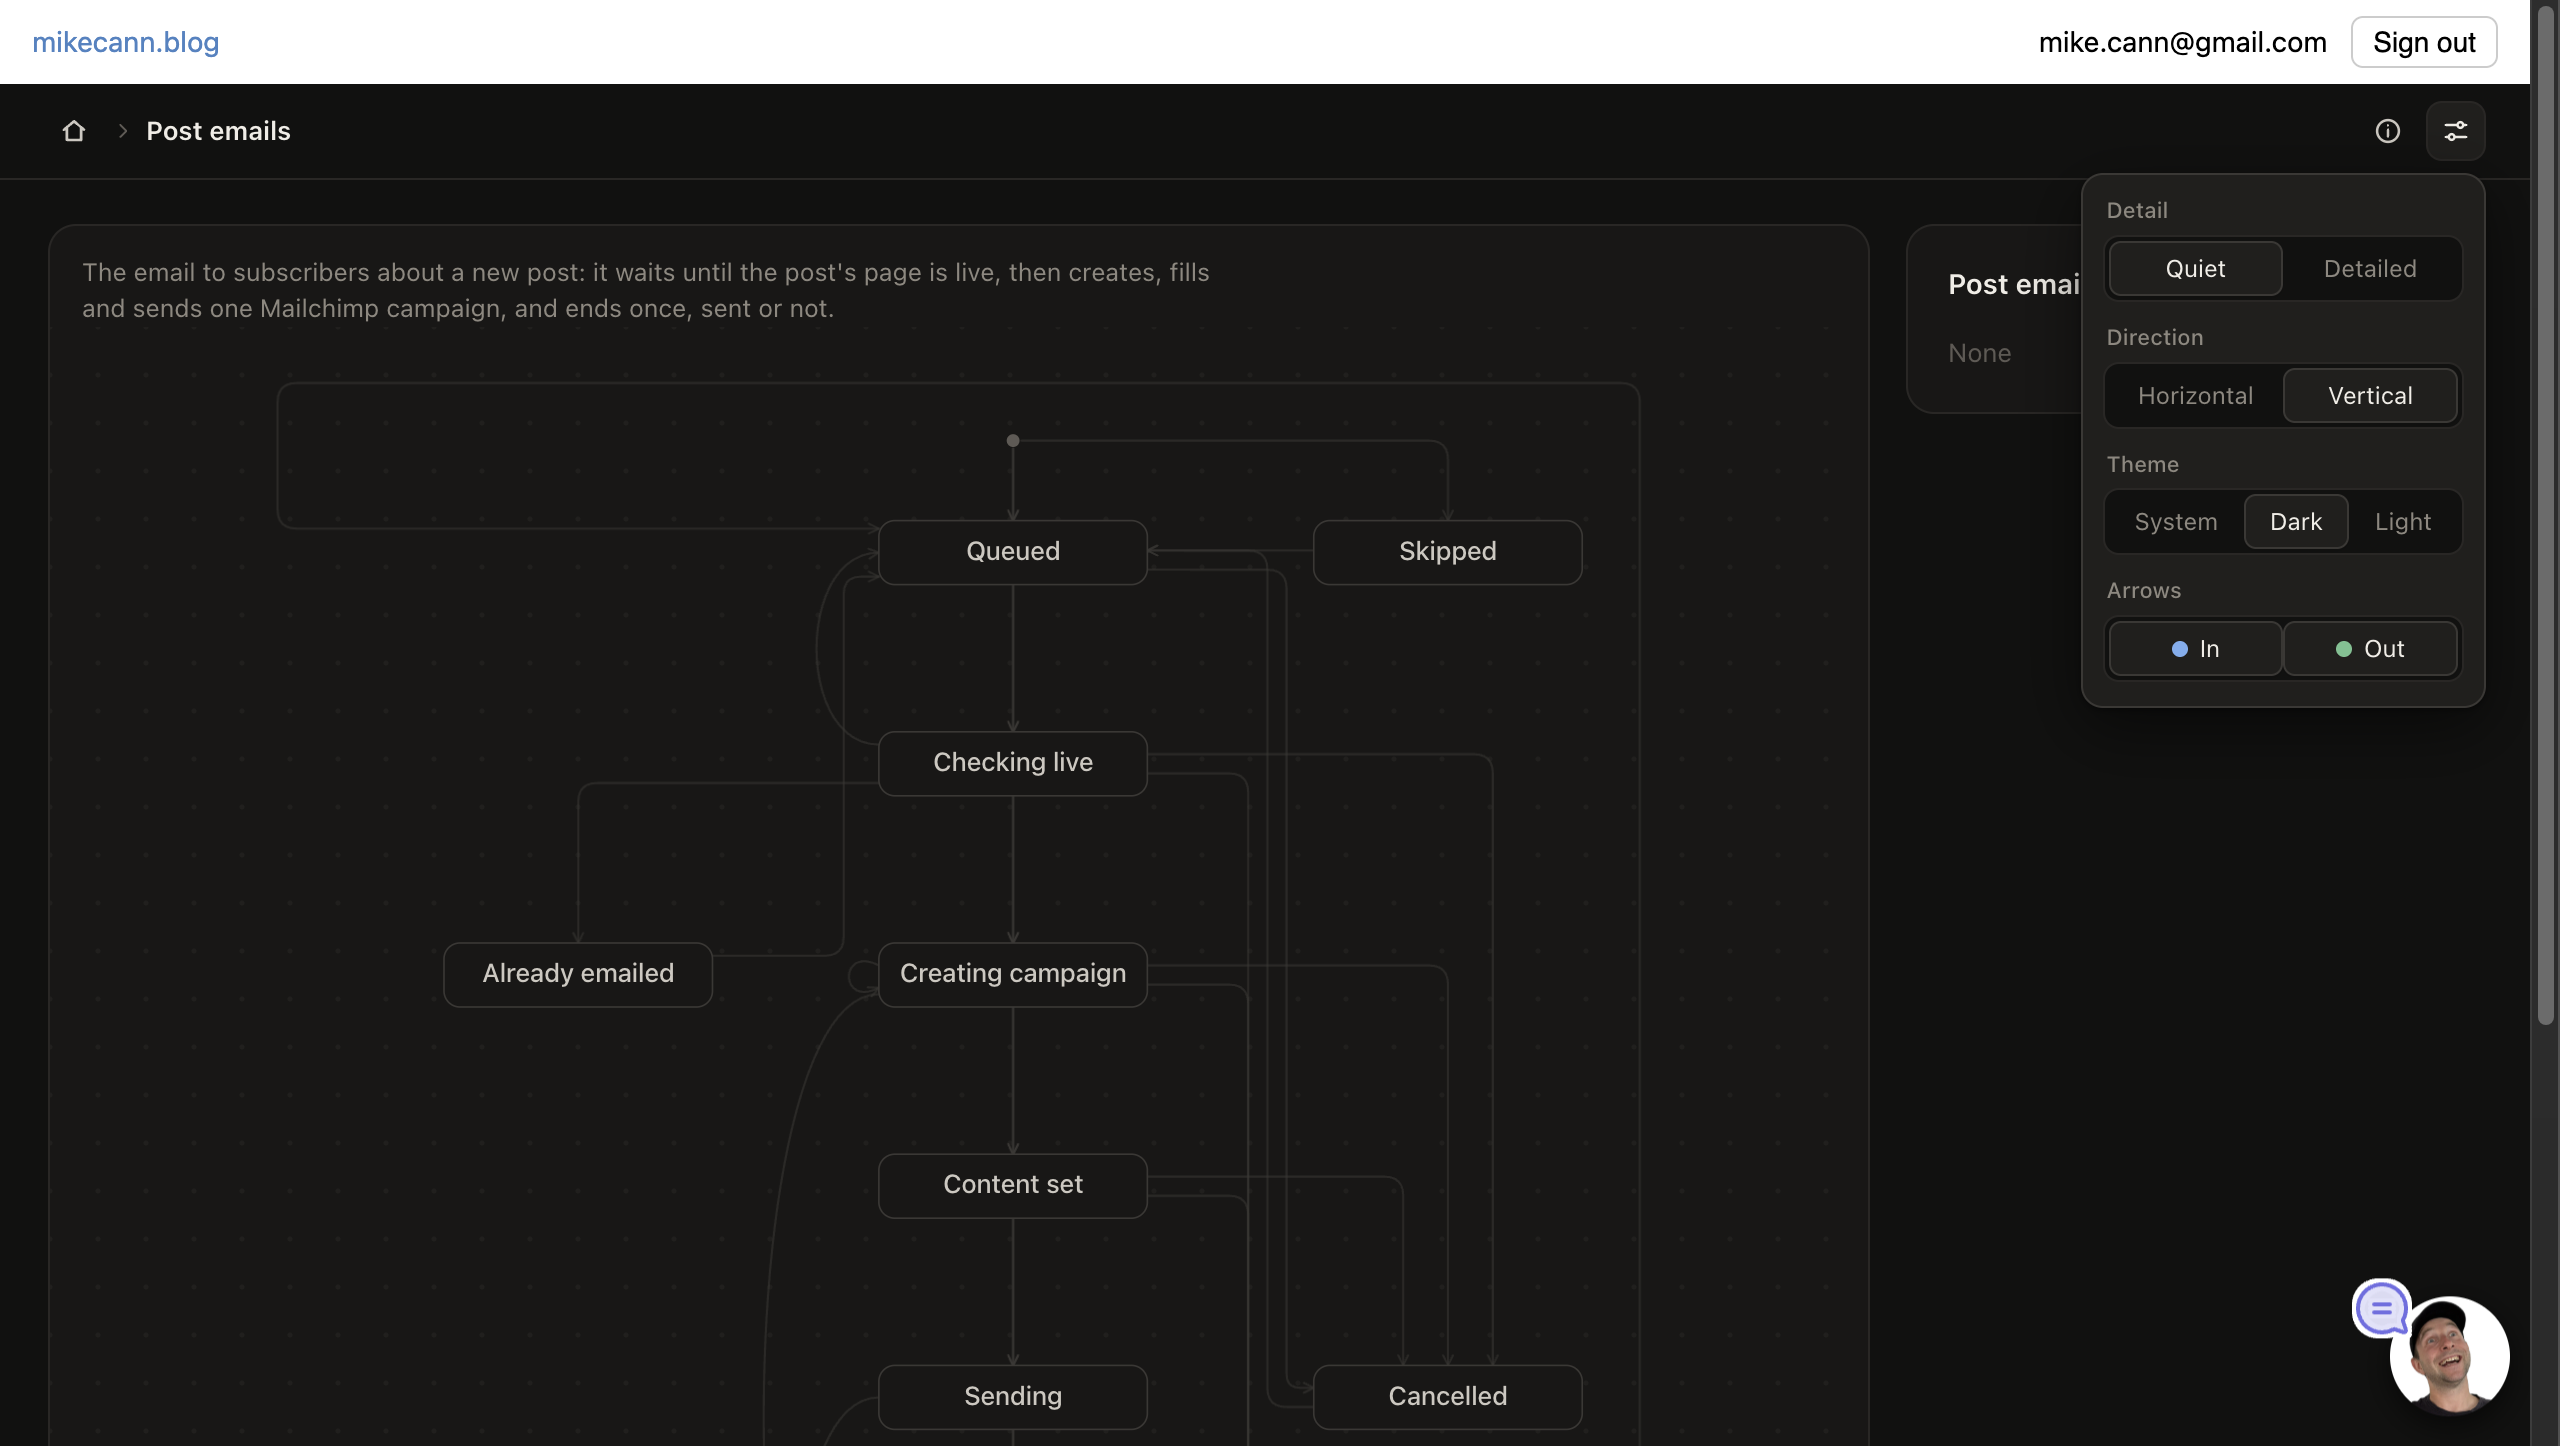 mikecann.blog
mike.cann@gmail.com
Sign out
Post emails
The email to subscribers about a new post: it waits until the post's page is live, then creates, fills
and sends one Mailchimp campaign, and ends once, sent or not.
Queued
Skipped
Checking live
Already emailed
Creating campaign
Content set
Sending
Cancelled
Post emai
None
Detail
Quiet
Detailed
Direction
Horizontal
Vertical
Theme
System
Dark
Light
Arrows
In
Out